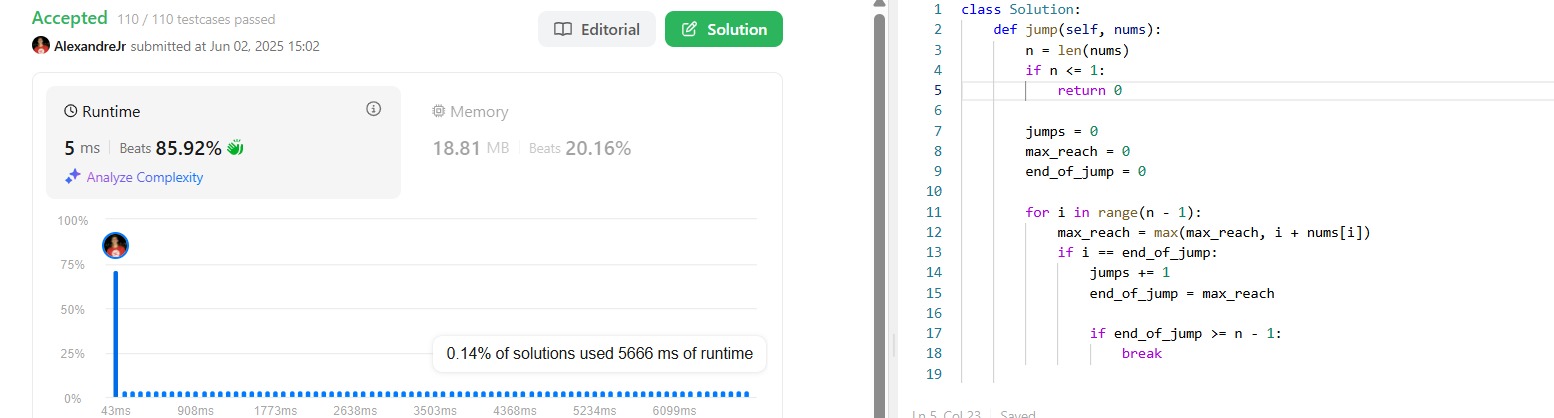 Accepted 110 / 110 testcases passed
AlexandreJr submitted at Jun 02, 2025 15:02
Editorial
Solution
Runtime
5 ms Beats 85.92%
Analyze Complexity
Memory
18.81 MB Beats 20.16%
100%
75%
50%
25%
0%
0.14% of solutions used 5666 ms of runtime
43ms 908ms 1773ms 2638ms 3503ms 4368ms 5234ms 6099ms
1 class Solution:
2 def jump(self, nums):
3 n = len(nums)
4 if n <= 1:
5 return 0
6
7 jumps = 0
8 max_reach = 0
9 end_of_jump = 0
10
11 for i in range(n - 1):
12 max_reach = max(max_reach, i + nums[i])
13 if i == end_of_jump:
14 jumps += 1
15 end_of_jump = max_reach
16
17 if end_of_jump >= n - 1:
18 break
19
Ln 5, Col 23 Saved